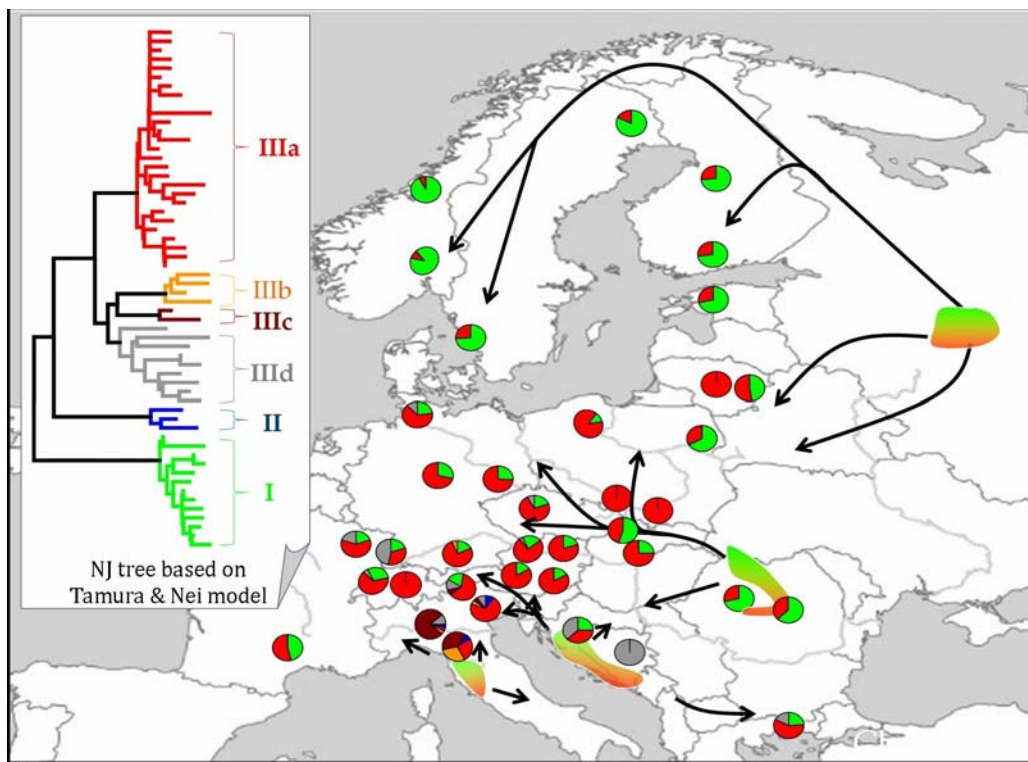 IIIa
IIIb
IIIc
IIId
II
I
NJ tree based on
Tamura & Nei model